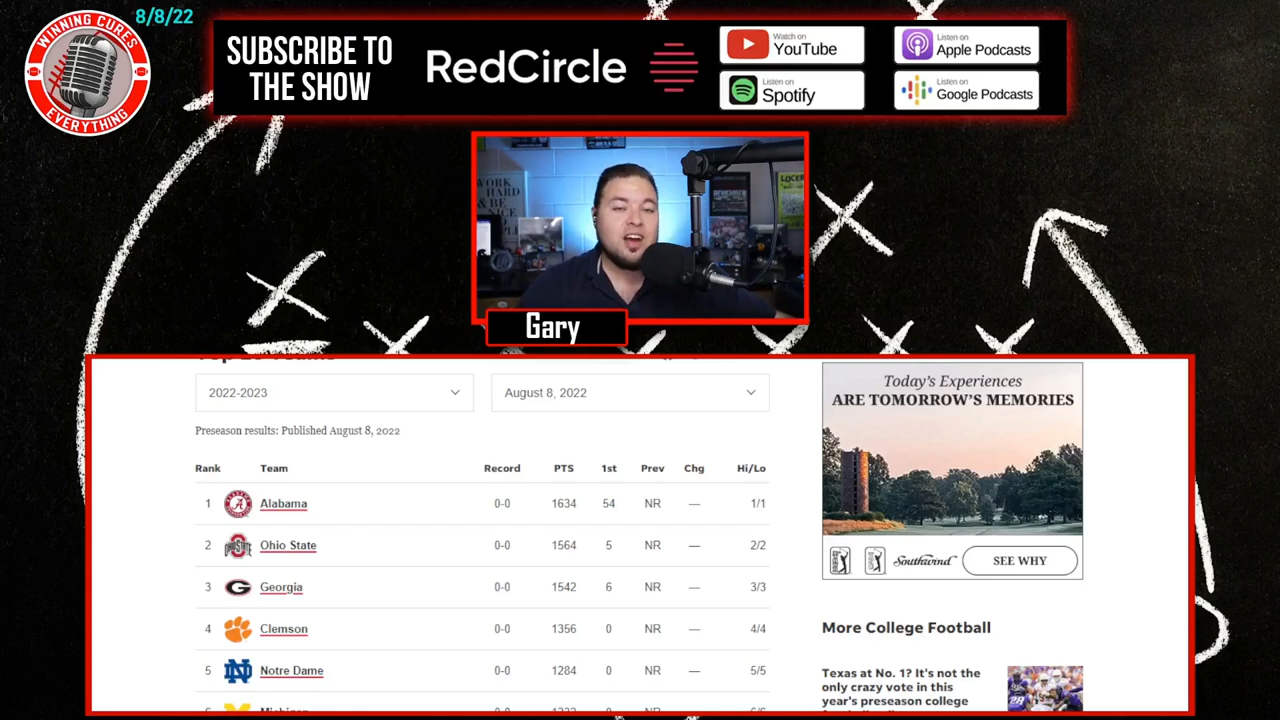 8/8/22
WINNING CURES
EVERYTHING
SUBSCRIBE TO
THE SHOW
RedCircle
Watch on
YouTube
Listen on
Spotify
Listen on
Apple Podcasts
Listen on
Google Podcasts
WORK
HARD
& BE
NICE
Gary
2022-2023
August 8, 2022
Preseason results: Published August 8, 2022
Rank Team Record PTS 1st Prev Chg Hi/Lo
1 Alabama 0-0 1634 54 NR — 1/1
2 Ohio State 0-0 1564 5 NR — 2/2
3 Georgia 0-0 1542 6 NR — 3/3
4 Clemson 0-0 1356 0 NR — 4/4
5 Notre Dame 0-0 1284 0 NR — 5/5
Today's Experiences
ARE TOMORROW'S MEMORIES
Southwind
SEE WHY
More College Football
Texas at No. 1? It's not the
only crazy vote in this
year's preseason college